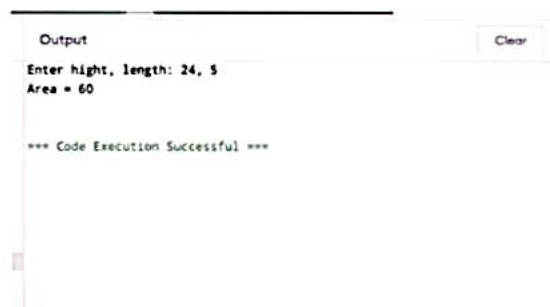 Output
Clear
Enter hight, length: 24, 5
Area = 60
*** Code Execution Successful ***